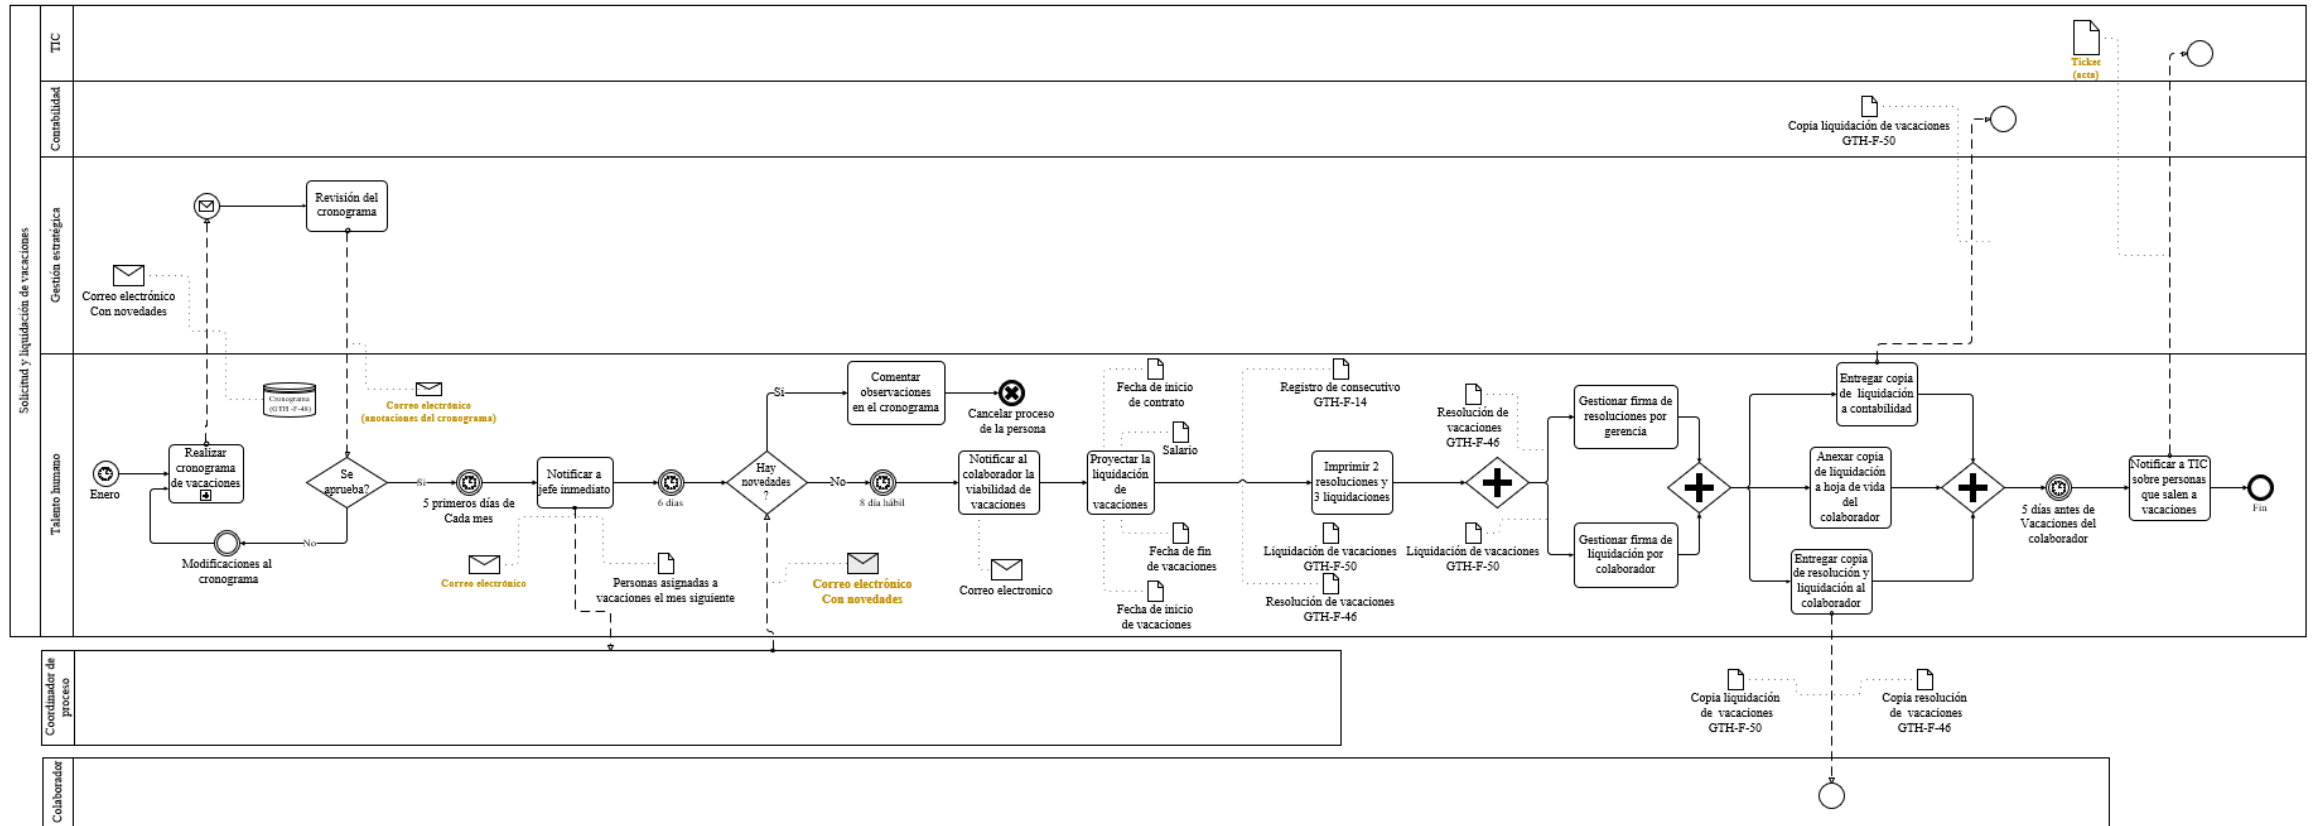 Solicitud y liquidación de vacaciones
TIC
Ticket
(acta)
Contabilidad
Copia liquidación de vacaciones
GTH-F-50
Gestión estratégica
Revisión del
cronograma
Correo electrónico
Con novedades
Talento humano
Enero
Realizar
cronograma
de vacaciones
Cronograma
(GTH -F-48)
Correo electrónico
(anotaciones del cronograma)
Se
aprueba?
Si
No
Modificaciones al
cronograma
5 primeros días de
Cada mes
Notificar a
jefe inmediato
Correo electrónico
Personas asignadas a
vacaciones el mes siguiente
6 días
Hay
novedades
?
Si
No
Comentar
observaciones
en el cronograma
Cancelar proceso
de la persona
Correo electrónico
Con novedades
8 día hábil
Notificar al
colaborador la
viabilidad de
vacaciones
Correo electronico
Proyectar la
liquidación
de
vacaciones
Fecha de inicio
de contrato
Salario
Fecha de fin
de vacaciones
Fecha de inicio
de vacaciones
Registro de consecutivo
GTH-F-14
Imprimir 2
resoluciones y
3 liquidaciones
Liquidación de vacaciones
GTH-F-50
Resolución de vacaciones
GTH-F-46
Resolución de
vacaciones
GTH-F-46
Liquidación de vacaciones
GTH-F-50
Gestionar firma de
resoluciones por
gerencia
Gestionar firma de
liquidación por
colaborador
Entregar copia
de liquidación
a contabilidad
Anexar copia
de liquidación
a hoja de vida
del
colaborador
Entregar copia
de resolución y
liquidación al
colaborador
5 días antes de
Vacaciones del
colaborador
Notificar a TIC
sobre personas
que salen a
vacaciones
Fin
Coordinador de
proceso
Copia liquidación
de vacaciones
GTH-F-50
Copia resolución
de vacaciones
GTH-F-46
Colaborador